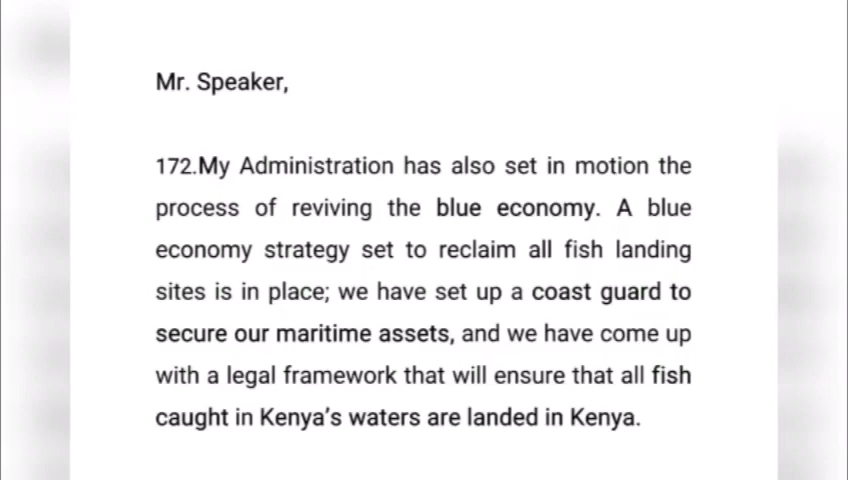 Mr. Speaker,
172.My Administration has also set in motion the
process of reviving the blue economy. A blue
economy strategy set to reclaim all fish landing
sites is in place; we have set up a coast guard to
secure our maritime assets, and we have come up
with a legal framework that will ensure that all fish
caught in Kenya’s waters are landed in Kenya.